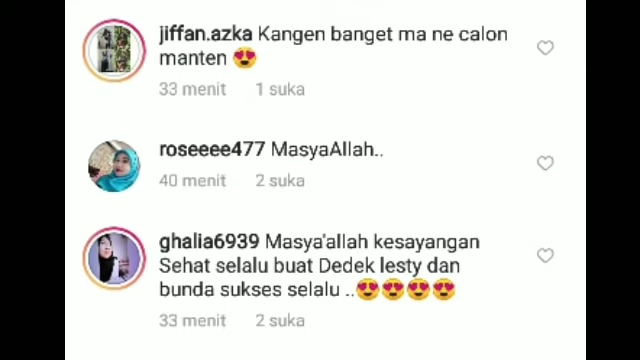 jiffan.azka Kangen banget ma ne calon
manten 😍
33 menit 1 suka
roseeee477 MasyaAllah..
40 menit 2 suka
ghalia6939 Masya'allah kesayangan
Sehat selalu buat Dedek lesty dan
bunda sukses selalu ..😍😍😍😍
33 menit 2 suka